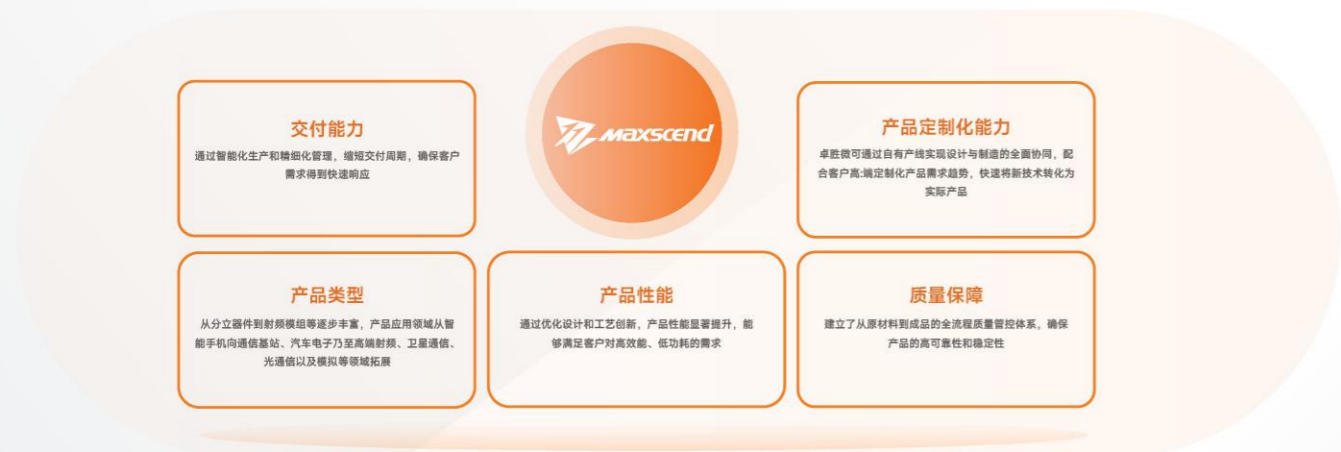 交付能力
通过智能化生产和精细化管理，缩短交付周期，确保客户
需求得到快速响应
maxscend
产品定制化能力
卓胜微可通过自有产线实现设计与制造的全面协同，配
合客户高:端定制化产品需求趋势，快速将新技术转化为
实际产品
产品类型
从分立器件到射频模组等逐步丰富，产品应用领域从智
能手机向通信基站、汽车电子乃至高端射频、卫星通信、
光通信以及模拟等领域拓展
产品性能
通过优化设计和工艺创新，产品性能显著提升，能
够满足客户对高效能、低功耗的需求
质量保障
建立了从原材料到成品的全流程质量管控体系，确保
产品的高可靠性和稳定性